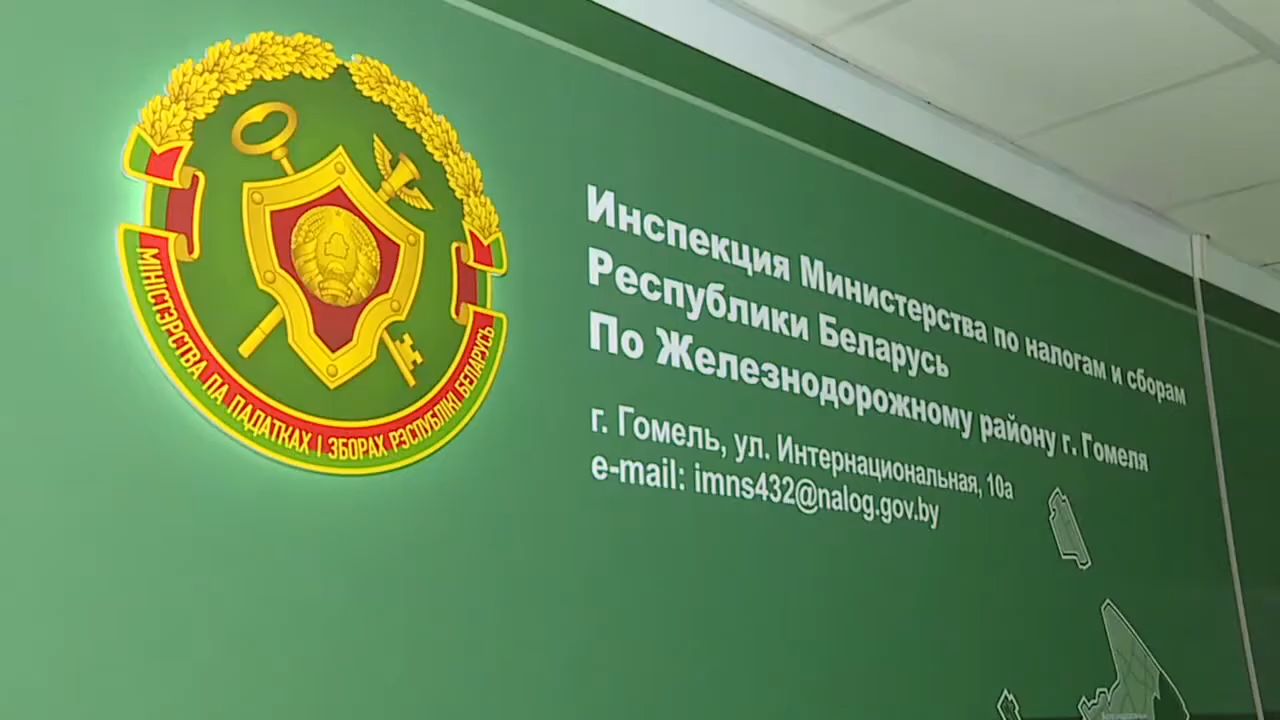 МІНІСТЭРСТВА ПА ПАДАТКАХ І ЗБОРАХ РЭСПУБЛІКІ БЕЛАРУСЬ
Инспекция Министерства по налогам и сборам
Республики Беларусь
По Железнодорожному району г. Гомеля
г. Гомель, ул. Интернациональная, 10а
e-mail: imns432@nalog.gov.by